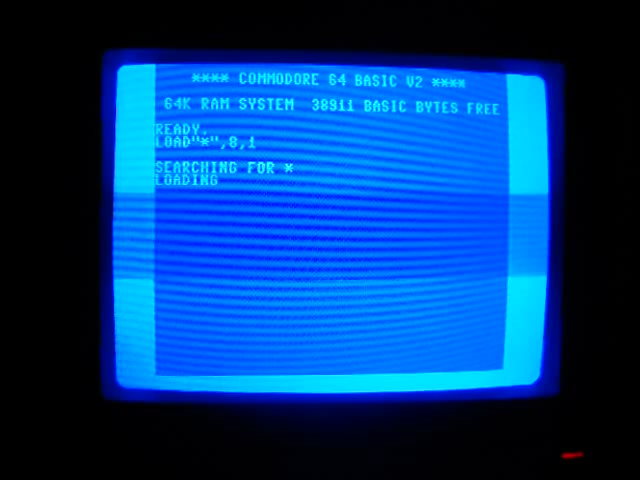 **** COMMODORE 64 BASIC V2 ****
64K RAM SYSTEM 38911 BASIC BYTES FREE
READY.
LOAD"*",8,1
SEARCHING FOR *
LOADING